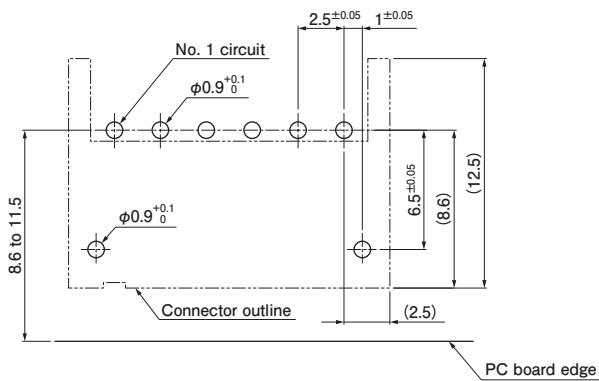 2.5±0.05
1±0.05
No. 1 circuit
φ0.9 +0.1 0
8.6 to 11.5
φ0.9 +0.1 0
6.5±0.05
(8.6)
(12.5)
Connector outline
(2.5)
PC board edge